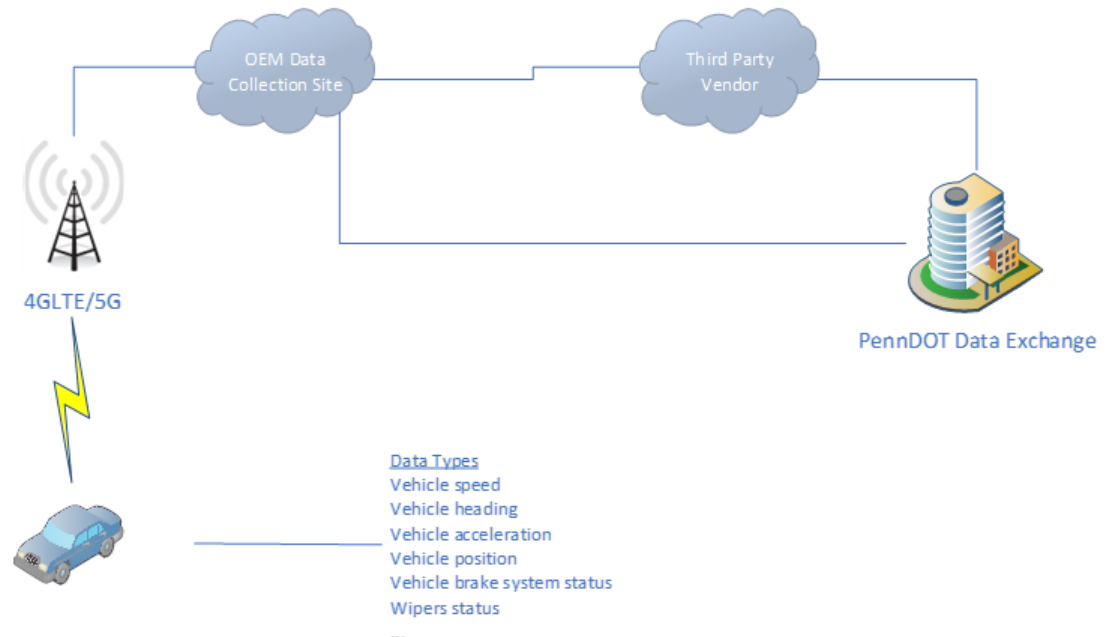 OEM Data
Collection Site
Third Party
Vendor
4GLTE/5G
PennDOT Data Exchange
Data Types
Vehicle speed
Vehicle heading
Vehicle acceleration
Vehicle position
Vehicle brake system status
Wipers status
...